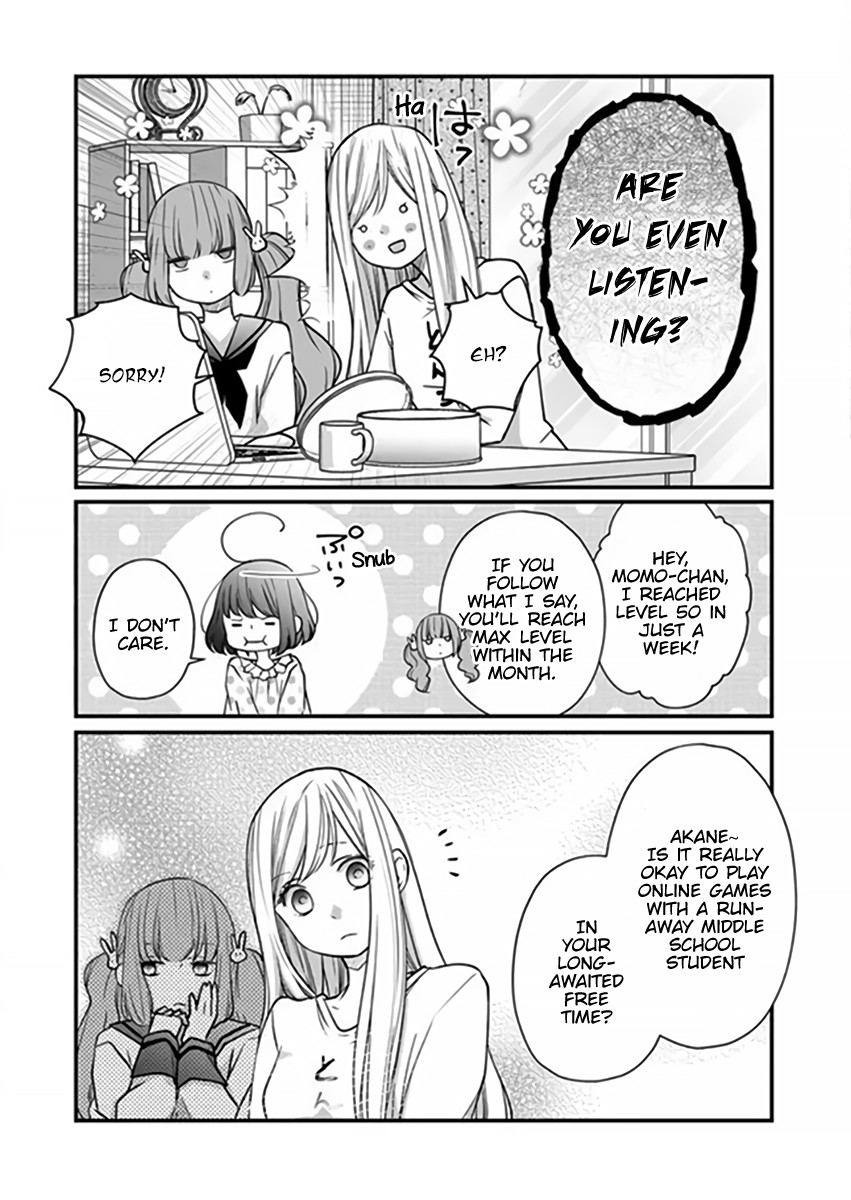 ARE
YOU EVEN
LISTEN-
ING?
Ha
はっ
EH?
SORRY!
HEY,
MOMO-CHAN,
I REACHED
LEVEL 50 IN
JUST A
WEEK!
IF YOU
FOLLOW
WHAT I SAY,
YOU'LL REACH
MAX LEVEL
WITHIN THE
MONTH.
Snub
ぷいっ
I DON'T
CARE.
AKANE~
IS IT REALLY
OKAY TO PLAY
ONLINE GAMES
WITH A RUN-
AWAY MIDDLE
SCHOOL
STUDENT
IN
YOUR
LONG-
AWAITED
FREE
TIME?
とん